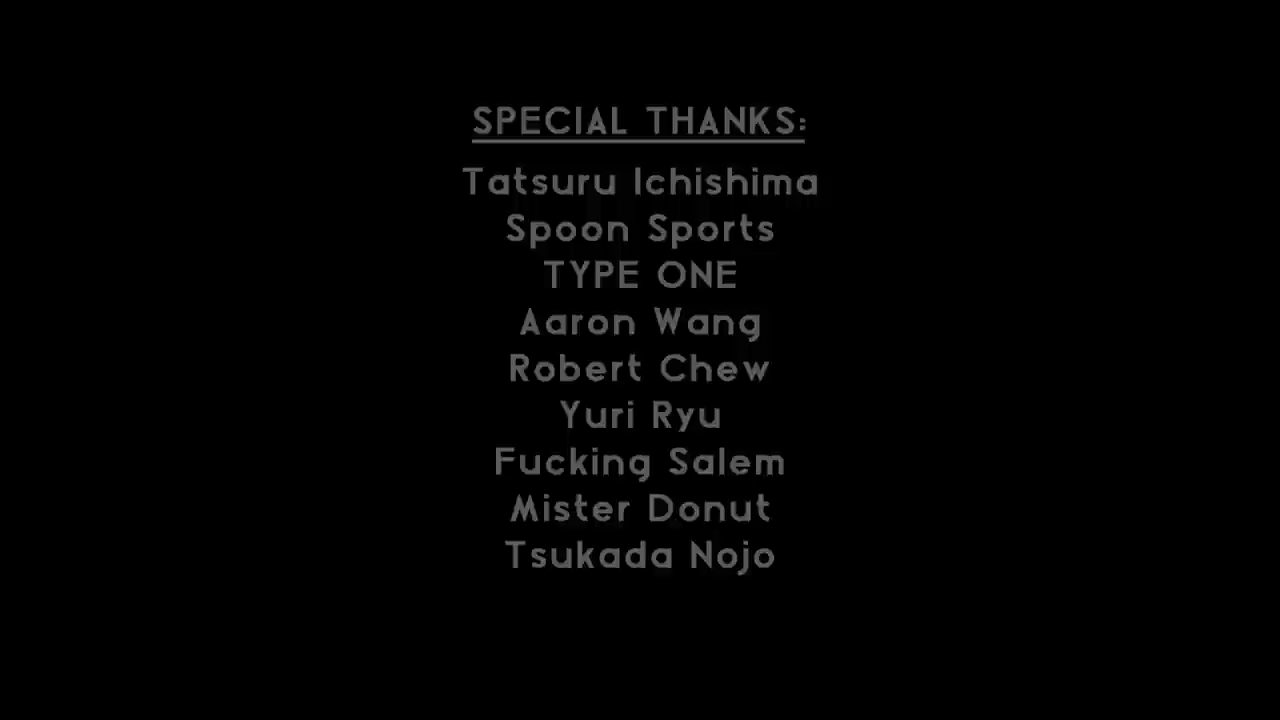 SPECIAL THANKS:
Tatsuru Ichishima
Spoon Sports
TYPE ONE
Aaron Wang
Robert Chew
Yuri Ryu
Fucking Salem
Mister Donut
Tsukada Nojo